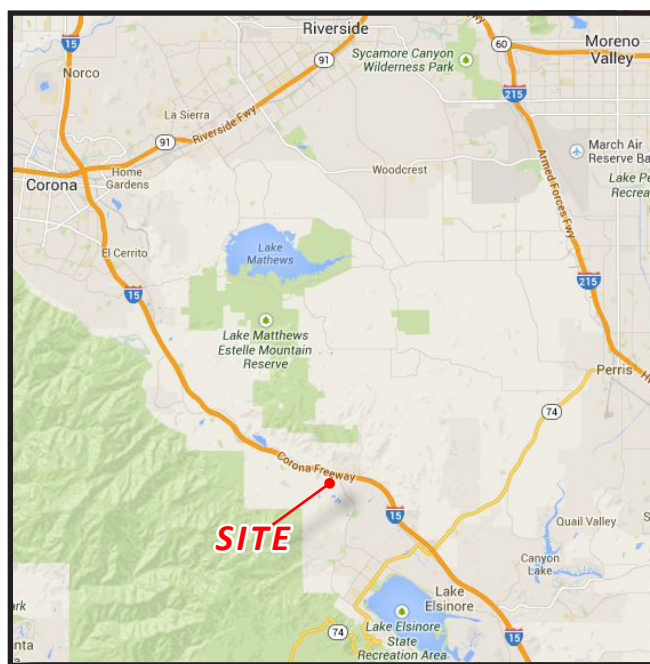 Riverside
15
Norco
91
Sycamore Canyon
Wilderness Park
60
Moreno
Valley
215
La Sierra
Riverside Fwy
91
March Air
Reserve Ba
Home
Gardens
Woodcrest
Armed Forces Fwy
Lake Pe
Recrea
Corona
El Cerrito
Lake
Mathews
15
215
Lake Matthews
Estelle Mountain
Reserve
Perris
74
Corona Freeway
SITE
15
Quail Valley
Canyon
Lake
Lake
Elsinore
Lake Elsinore
State
Recreation Area
74
15
ark
nta
a